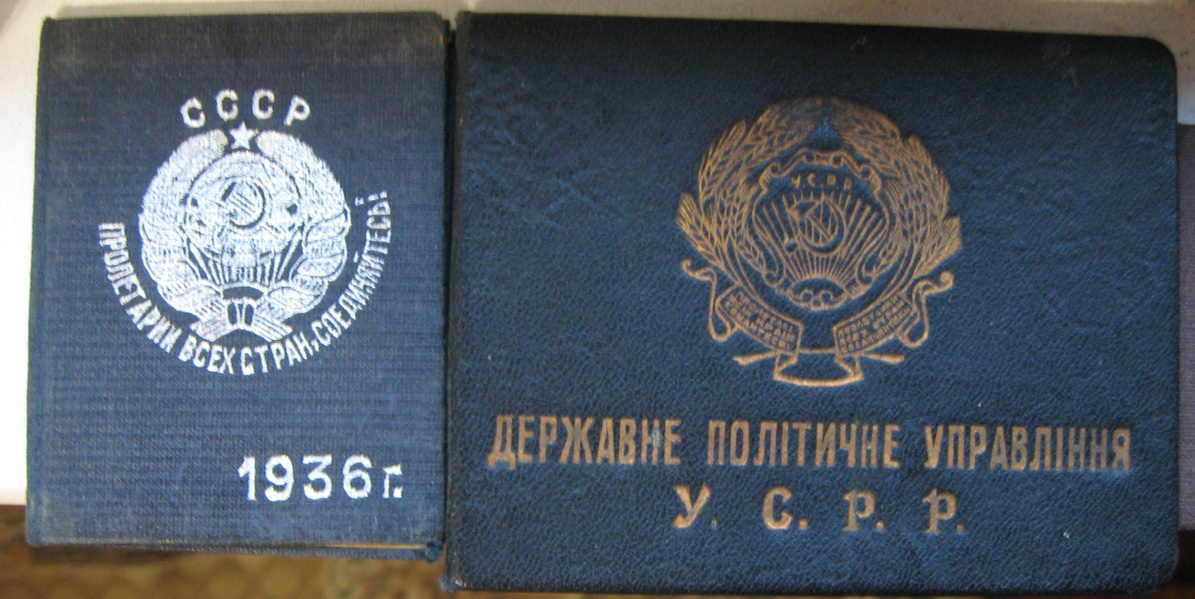 СССР
ПРОЛЕТАРИИ ВСЕХ СТРАН, СОЕДИНЯЙТЕСЬ!
1936 г.
У.С.Р.Р.
ДЕРЖАВНЕ ПОЛІТИЧНЕ УПРАВЛІННЯ
У. С. Р. Р.